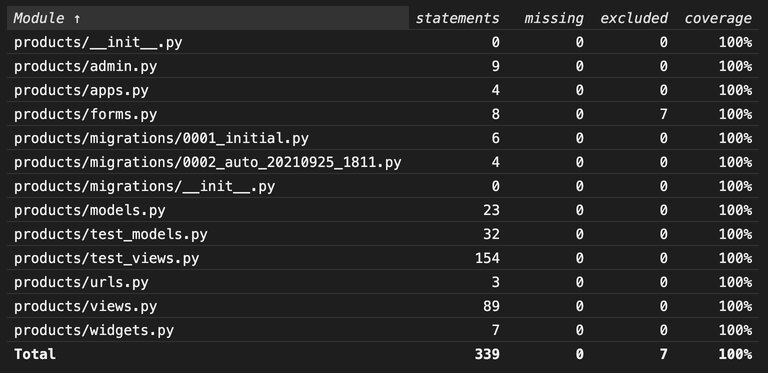 Module ↑ statements missing excluded coverage
products/__init__.py 0 0 0 100%
products/admin.py 9 0 0 100%
products/apps.py 4 0 0 100%
products/forms.py 8 0 7 100%
products/migrations/0001_initial.py 6 0 0 100%
products/migrations/0002_auto_20210925_1811.py 4 0 0 100%
products/migrations/__init__.py 0 0 0 100%
products/models.py 23 0 0 100%
products/test_models.py 32 0 0 100%
products/test_views.py 154 0 0 100%
products/urls.py 3 0 0 100%
products/views.py 89 0 0 100%
products/widgets.py 7 0 0 100%
Total 339 0 7 100%